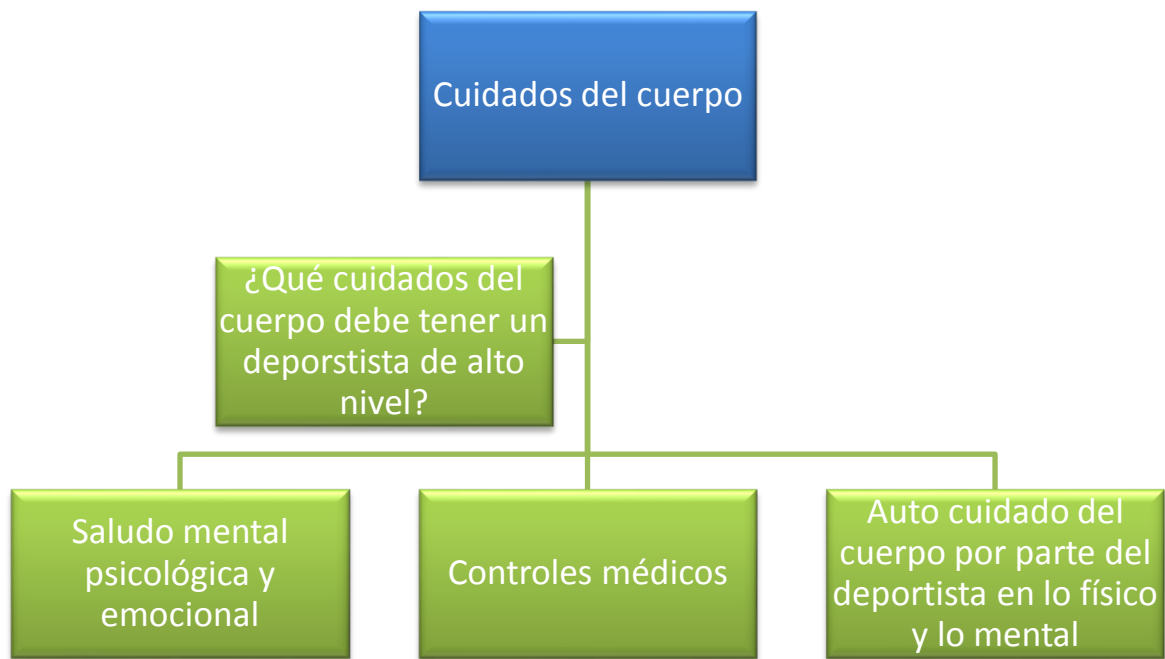 Cuidados del cuerpo
¿Qué cuidados del
cuerpo debe tener un
deporstista de alto
nivel?
Saludo mental
psicológica y
emocional
Controles médicos
Auto cuidado del
cuerpo por parte del
deportista en lo físico
y lo mental